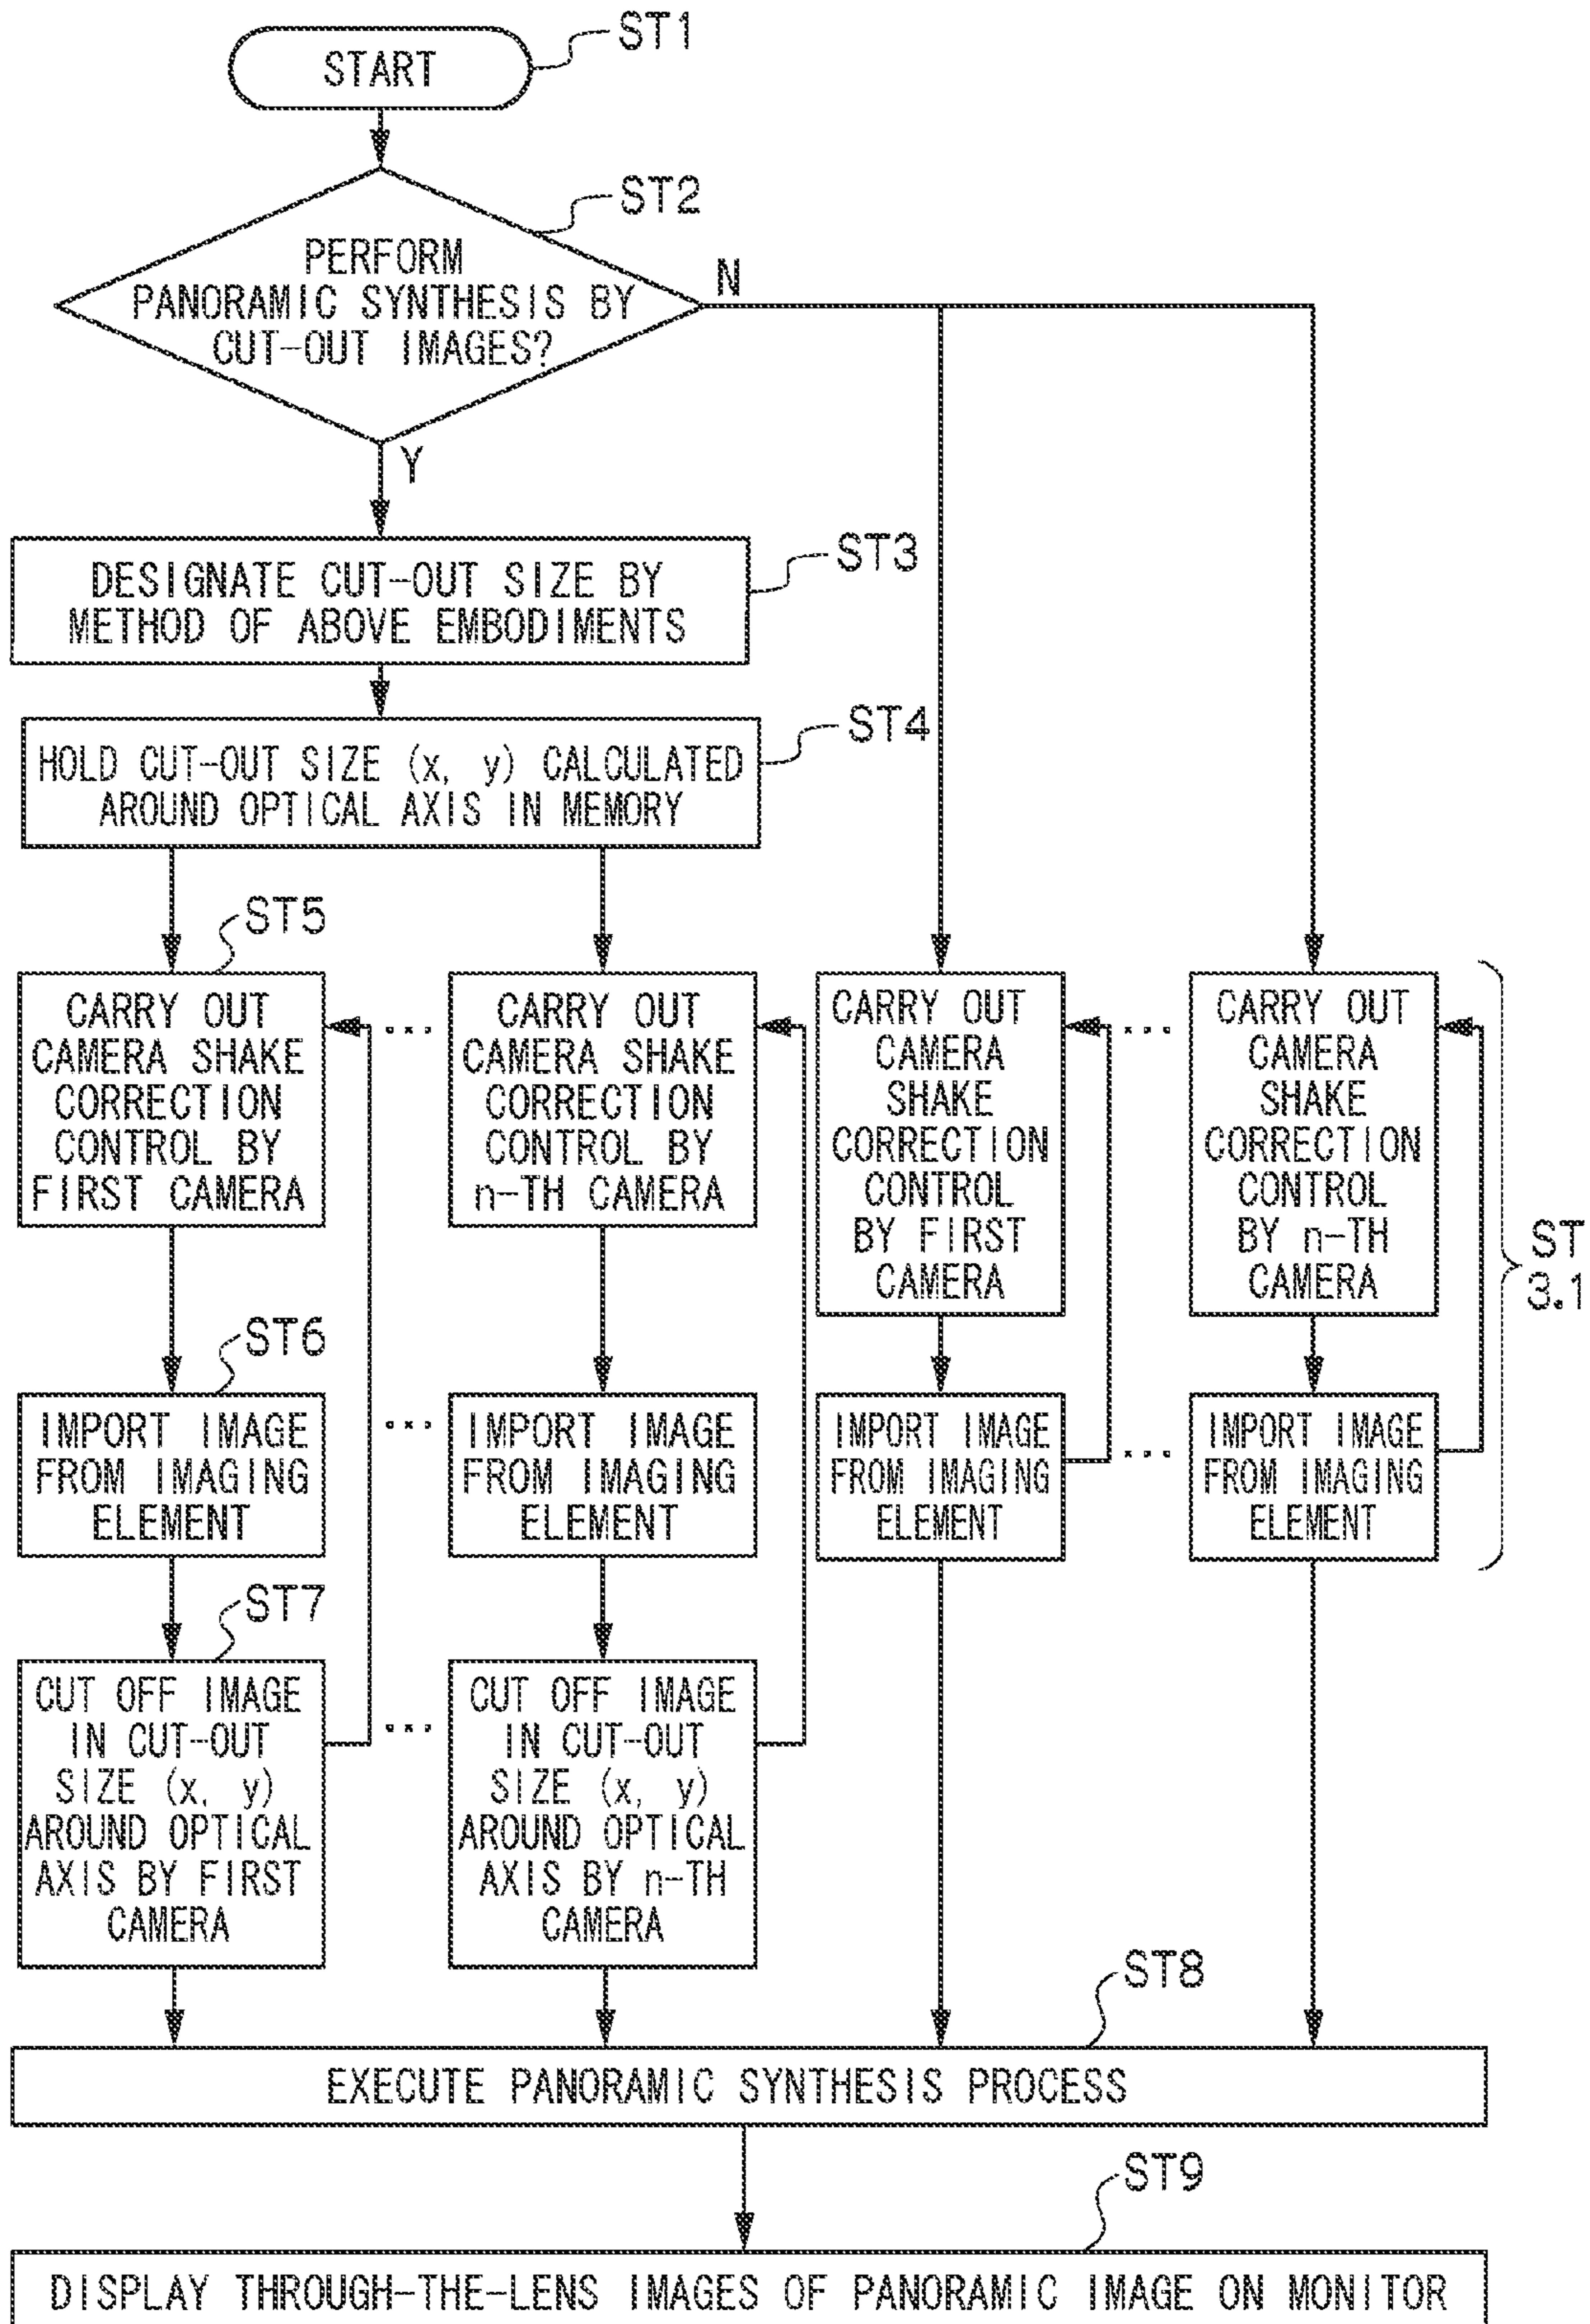 START
ST1
ST2
PERFORM
PANORAMIC SYNTHESIS BY
CUT-OUT IMAGES?
N
Y
ST3
DESIGNATE CUT-OUT SIZE BY
METHOD OF ABOVE EMBODIMENTS
ST4
HOLD CUT-OUT SIZE (x, y) CALCULATED
AROUND OPTICAL AXIS IN MEMORY
ST5
CARRY OUT
CAMERA SHAKE
CORRECTION
CONTROL BY
FIRST CAMERA
...
CARRY OUT
CAMERA SHAKE
CORRECTION
CONTROL BY
n-TH CAMERA
CARRY OUT
CAMERA
SHAKE
CORRECTION
CONTROL
BY FIRST
CAMERA
...
CARRY OUT
CAMERA
SHAKE
CORRECTION
CONTROL
BY n-TH
CAMERA
ST
3.1
ST6
IMPORT IMAGE
FROM IMAGING
ELEMENT
...
IMPORT IMAGE
FROM IMAGING
ELEMENT
IMPORT IMAGE
FROM IMAGING
ELEMENT
...
IMPORT IMAGE
FROM IMAGING
ELEMENT
ST7
CUT OFF IMAGE
IN CUT-OUT
SIZE (x, y)
AROUND OPTICAL
AXIS BY FIRST
CAMERA
...
CUT OFF IMAGE
IN CUT-OUT
SIZE (x, y)
AROUND OPTICAL
AXIS BY n-TH
CAMERA
ST8
EXECUTE PANORAMIC SYNTHESIS PROCESS
ST9
DISPLAY THROUGH-THE-LENS IMAGES OF PANORAMIC IMAGE ON MONITOR